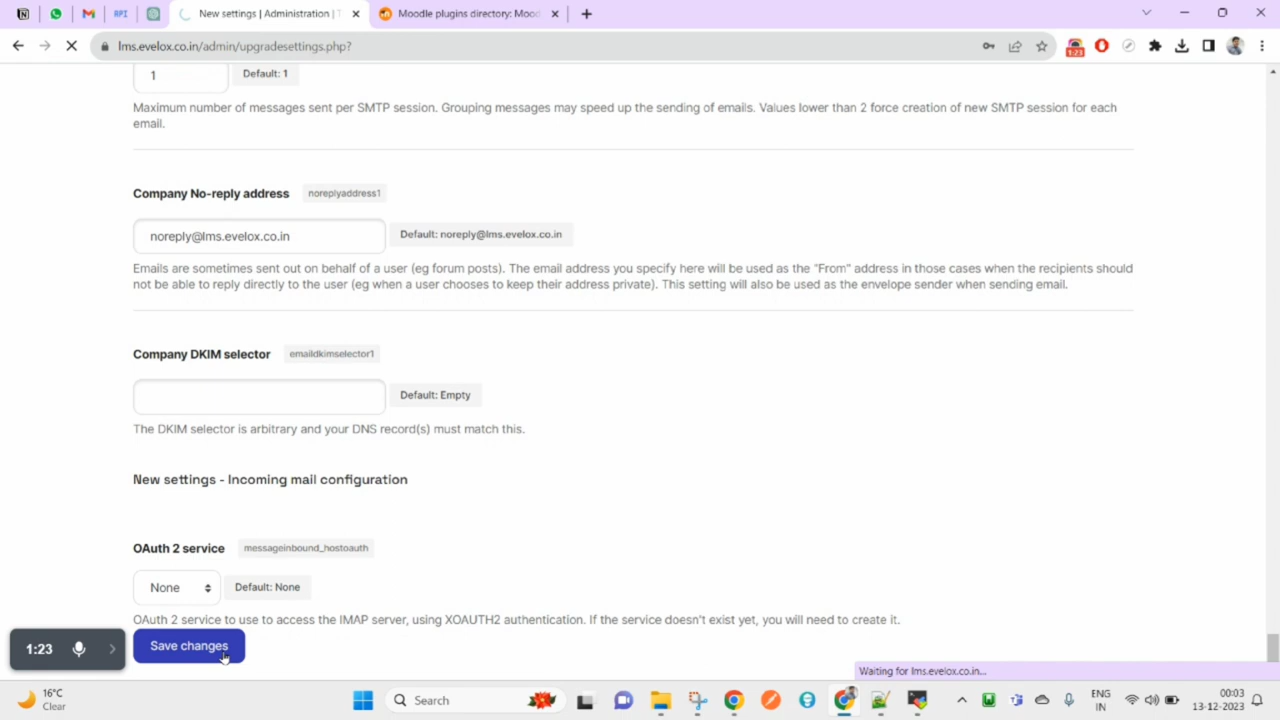 New settings | Administration | T
Moodle plugins directory: Mood
lms.evelox.co.in/admin/upgradesettings.php?
1:23
1
Default: 1
Maximum number of messages sent per SMTP session. Grouping messages may speed up the sending of emails. Values lower than 2 force creation of new SMTP session for each
email.
Company No-reply address
noreplyaddress1
noreply@lms.evelox.co.in
Default: noreply@lms.evelox.co.in
Emails are sometimes sent out on behalf of a user (eg forum posts). The email address you specify here will be used as the "From" address in those cases when the recipients should
not be able to reply directly to the user (eg when a user chooses to keep their address private). This setting will also be used as the envelope sender when sending email.
Company DKIM selector
emaildkimselector1
Default: Empty
The DKIM selector is arbitrary and your DNS record(s) must match this.
New settings - Incoming mail configuration
OAuth 2 service
messageinbound_hostoauth
None
Default: None
OAuth 2 service to use to access the IMAP server, using XOAUTH2 authentication. If the service doesn't exist yet, you will need to create it.
1:23
Save changes
Waiting for lms.evelox.co.in...
16°C
Clear
Search
ENG
IN
00:03
13-12-2023